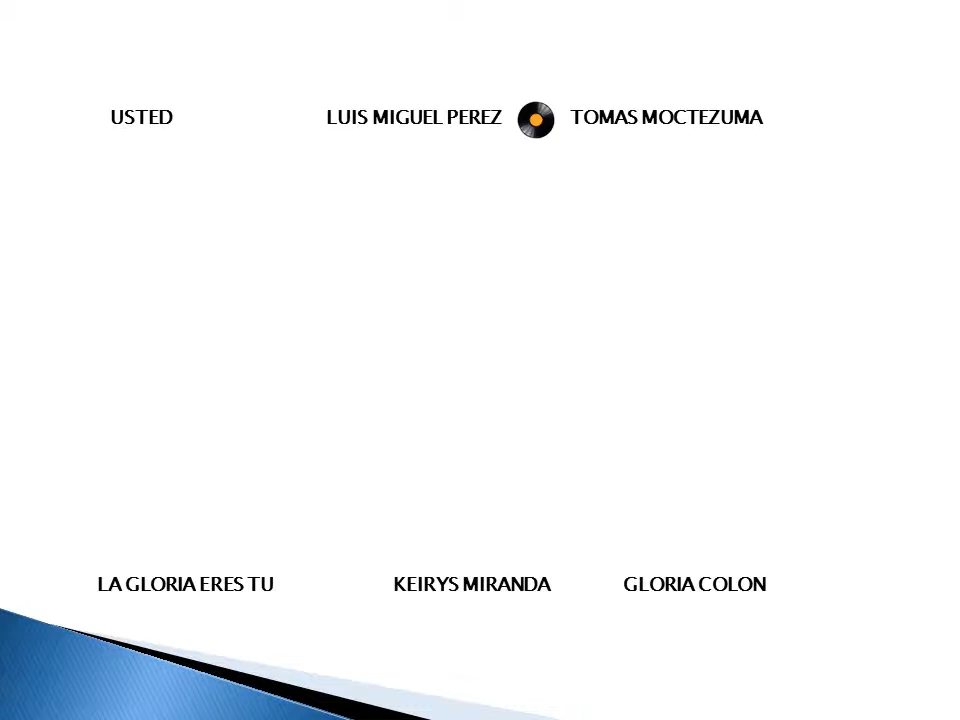 USTED LUIS MIGUEL PEREZ TOMAS MOCTEZUMA
LA GLORIA ERES TU KEIRYS MIRANDA GLORIA COLON